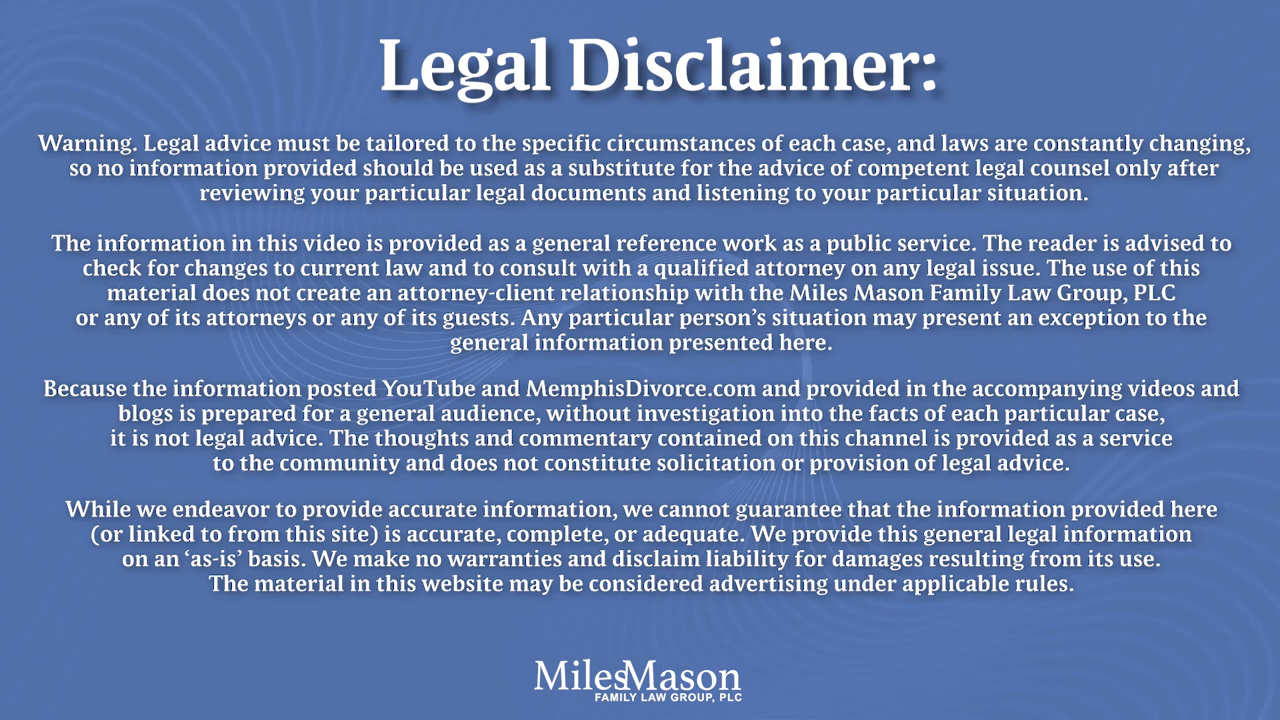 Legal Disclaimer:
Warning. Legal advice must be tailored to the specific circumstances of each case, and laws are constantly changing,
so no information provided should be used as a substitute for the advice of competent legal counsel only after
reviewing your particular legal documents and listening to your particular situation.
The information in this video is provided as a general reference work as a public service. The reader is advised to
check for changes to current law and to consult with a qualified attorney on any legal issue. The use of this
material does not create an attorney-client relationship with the Miles Mason Family Law Group, PLC
or any of its attorneys or any of its guests. Any particular person’s situation may present an exception to the
general information presented here.
Because the information posted YouTube and MemphisDivorce.com and provided in the accompanying videos and
blogs is prepared for a general audience, without investigation into the facts of each particular case,
it is not legal advice. The thoughts and commentary contained on this channel is provided as a service
to the community and does not constitute solicitation or provision of legal advice.
While we endeavor to provide accurate information, we cannot guarantee that the information provided here
(or linked to from this site) is accurate, complete, or adequate. We provide this general legal information
on an ‘as-is’ basis. We make no warranties and disclaim liability for damages resulting from its use.
The material in this website may be considered advertising under applicable rules.
MilesMason
FAMILY LAW GROUP, PLC